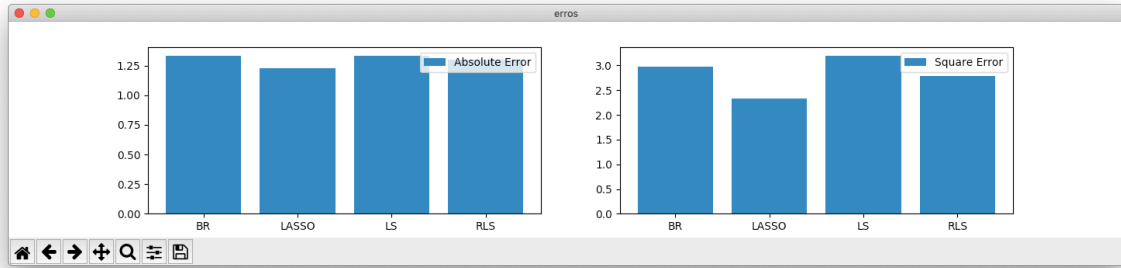 erros
Absolute Error
1.25
1.00
0.75
0.50
0.25
0.00
BR LASSO LS RLS
Square Error
3.0
2.5
2.0
1.5
1.0
0.5
0.0
BR LASSO LS RLS